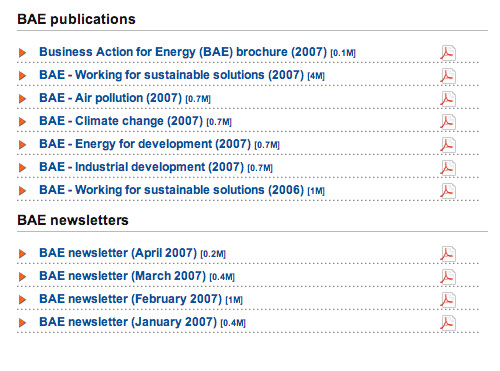 BAE publications
Business Action for Energy (BAE) brochure (2007) [0.1M]
BAE - Working for sustainable solutions (2007) [4M]
BAE - Air pollution (2007) [0.7M]
BAE - Climate change (2007) [0.7M]
BAE - Energy for development (2007) [0.7M]
BAE - Industrial development (2007) [0.7M]
BAE - Working for sustainable solutions (2006) [1M]
BAE newsletters
BAE newsletter (April 2007) [0.2M]
BAE newsletter (March 2007) [0.4M]
BAE newsletter (February 2007) [1M]
BAE newsletter (January 2007) [0.4M]